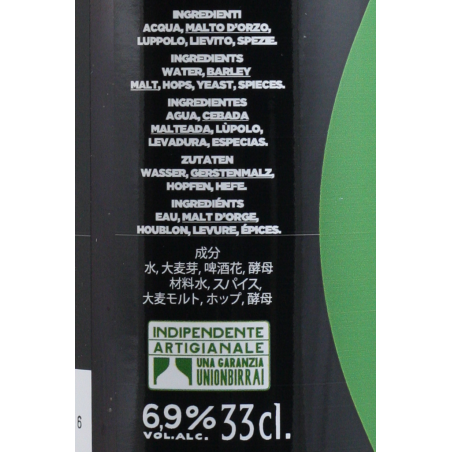 INGREDIENTI
ACQUA, MALTO D'ORZO,
LUPPOLO, LIEVITO, SPEZIE.
INGREDIENTS
WATER, BARLEY
MALT, HOPS, YEAST, SPIECES.
INGREDIENTES
AGUA, CEBADA
MALTEADA, LÙPOLO,
LEVADURA, ESPECIAS.
ZUTATEN
WASSER, GERSTENMALZ,
HOPFEN, HEFE.
INGREDIÉNTS
EAU, MALT D'ORGE,
HOUBLON, LEVURE, ÉPICES.
成分
水, 大麦芽, 啤酒花, 酵母
材料水, スパイス,
大麦モルト, ホップ, 酵母
INDIPENDENTE
ARTIGIANALE
UNA GARANZIA
UNIONBIRRAI
6,9% 33cl.
VOL.ALC.
6